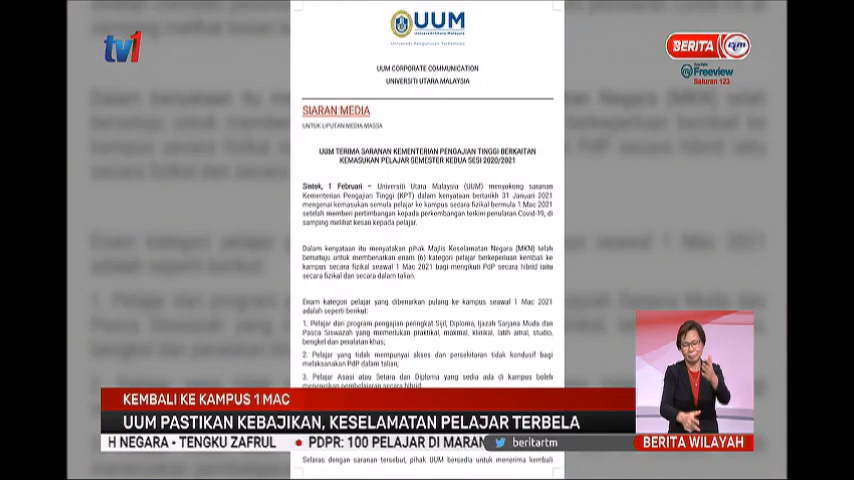 tv1
BERITA rtm
myFreeview
Saluran 123
UUM
Universiti Utara Malaysia
Universiti Pengurusan Terkemuka
UUM CORPORATE COMMUNICATION
UNIVERSITI UTARA MALAYSIA
SIARAN MEDIA
UNTUK LIPUTAN MEDIA MASSA
UUM TERIMA SARANAN KEMENTERIAN PENGAJIAN TINGGI BERKAITAN
KEMASUKAN PELAJAR SEMESTER KEDUA SESI 2020/2021
Sintok, 1 Februari – Universiti Utara Malaysia (UUM) menyokong saranan
Kementerian Pengajian Tinggi (KPT) dalam kenyataan bertarikh 31 Januari 2021
mengenai kemasukan semula pelajar ke kampus secara fizikal bermula 1 Mac 2021
setelah memberi pertimbangan kepada perkembangan terkini penularan Covid-19, di
samping melihat kesan kepada pelajar.
Dalam kenyataan itu menyatakan pihak Majlis Keselamatan Negara (MKN) telah
bersetuju untuk membenarkan enam (6) kategori pelajar berkeperluan kembali ke
kampus secara fizikal seawal 1 Mac 2021 bagi mengikuti PdP secara hibrid iaitu
secara fizikal dan secara dalam talian.
Enam kategori pelajar yang dibenarkan pulang ke kampus seawal 1 Mac 2021
adalah seperti berikut:
1. Pelajar dari program pengajian peringkat Sijil, Diploma, Ijazah Sarjana Muda dan
Pasca Siswazah yang memerlukan praktikal, makmal, klinikal, latih amal, studio,
bengkel dan peralatan khas;
2. Pelajar yang tidak mempunyai akses dan persekitaran tidak kondusif bagi
melaksanakan PdP dalam talian;
3. Pelajar Asasi atau Setara dan Diploma yang sedia ada di kampus boleh
meneruskan pembelajaran secara hibrid
KEMBALI KE KAMPUS 1 MAC
UUM PASTIKAN KEBAJIKAN, KESELAMATAN PELAJAR TERBELA
H NEGARA - TENGKU ZAFRUL • PDPR: 100 PELAJAR DI MARAN
beritartm
BERITA WILAYAH
Selaras dengan saranan tersebut, pihak UUM bersedia untuk menerima kembali